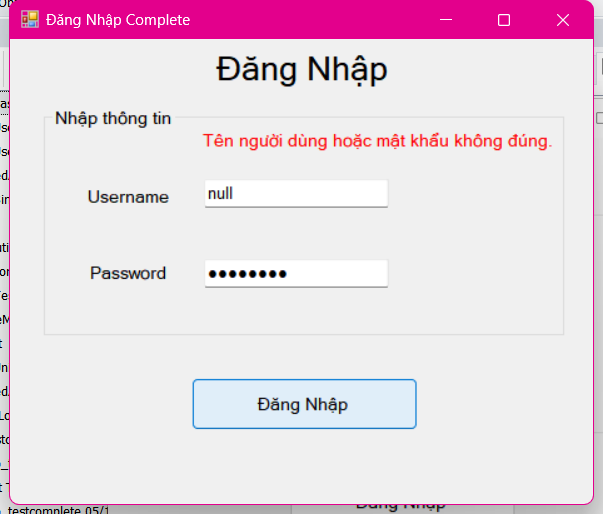 Đăng Nhập Complete
Đăng Nhập
Nhập thông tin
Tên người dùng hoặc mật khẩu không đúng.
Username
null
Password
••••••••
Đăng Nhập
testcomplete 05/1
Đăng Nhập